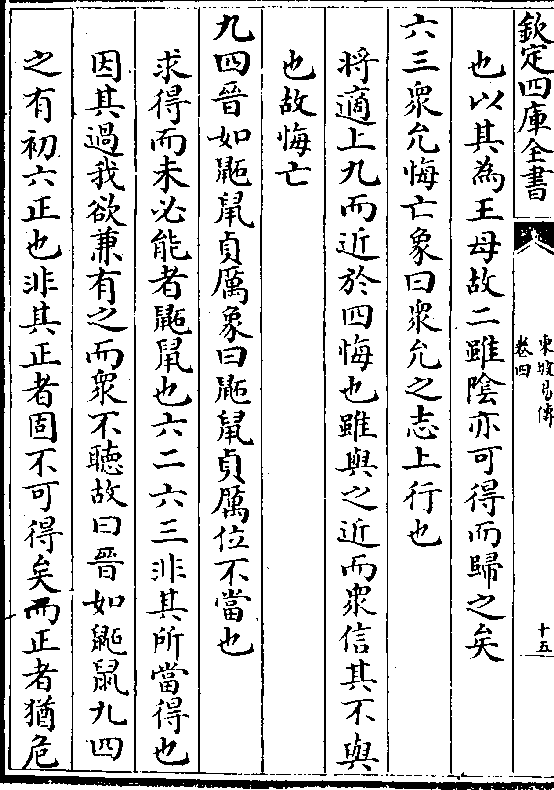 欽定四庫全書
東坡易傳
卷四
十五
也以其為王母故二雖陰亦可得而歸之矣
六三衆允悔亡象曰衆允之志上行也
將適上九而近於四悔也雖與之近而衆信其不與
也故悔亡
九四晉如鼫鼠貞厲象曰鼫鼠貞厲位不當也
求得而未必能者鼫鼠也六二六三非其所當得也
因其過我欲兼有之而衆不聽故曰晉如鼫鼠九四
之有初六正也非其正者固不可得矣而正者猶危